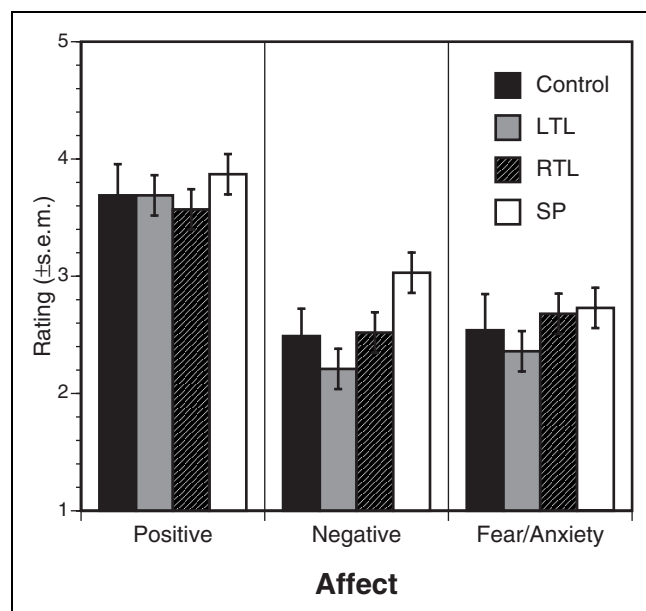 5
4
3
2
1
Rating (±s.e.m.)
Control
LTL
RTL
SP
Positive
Negative
Fear/Anxiety
Affect